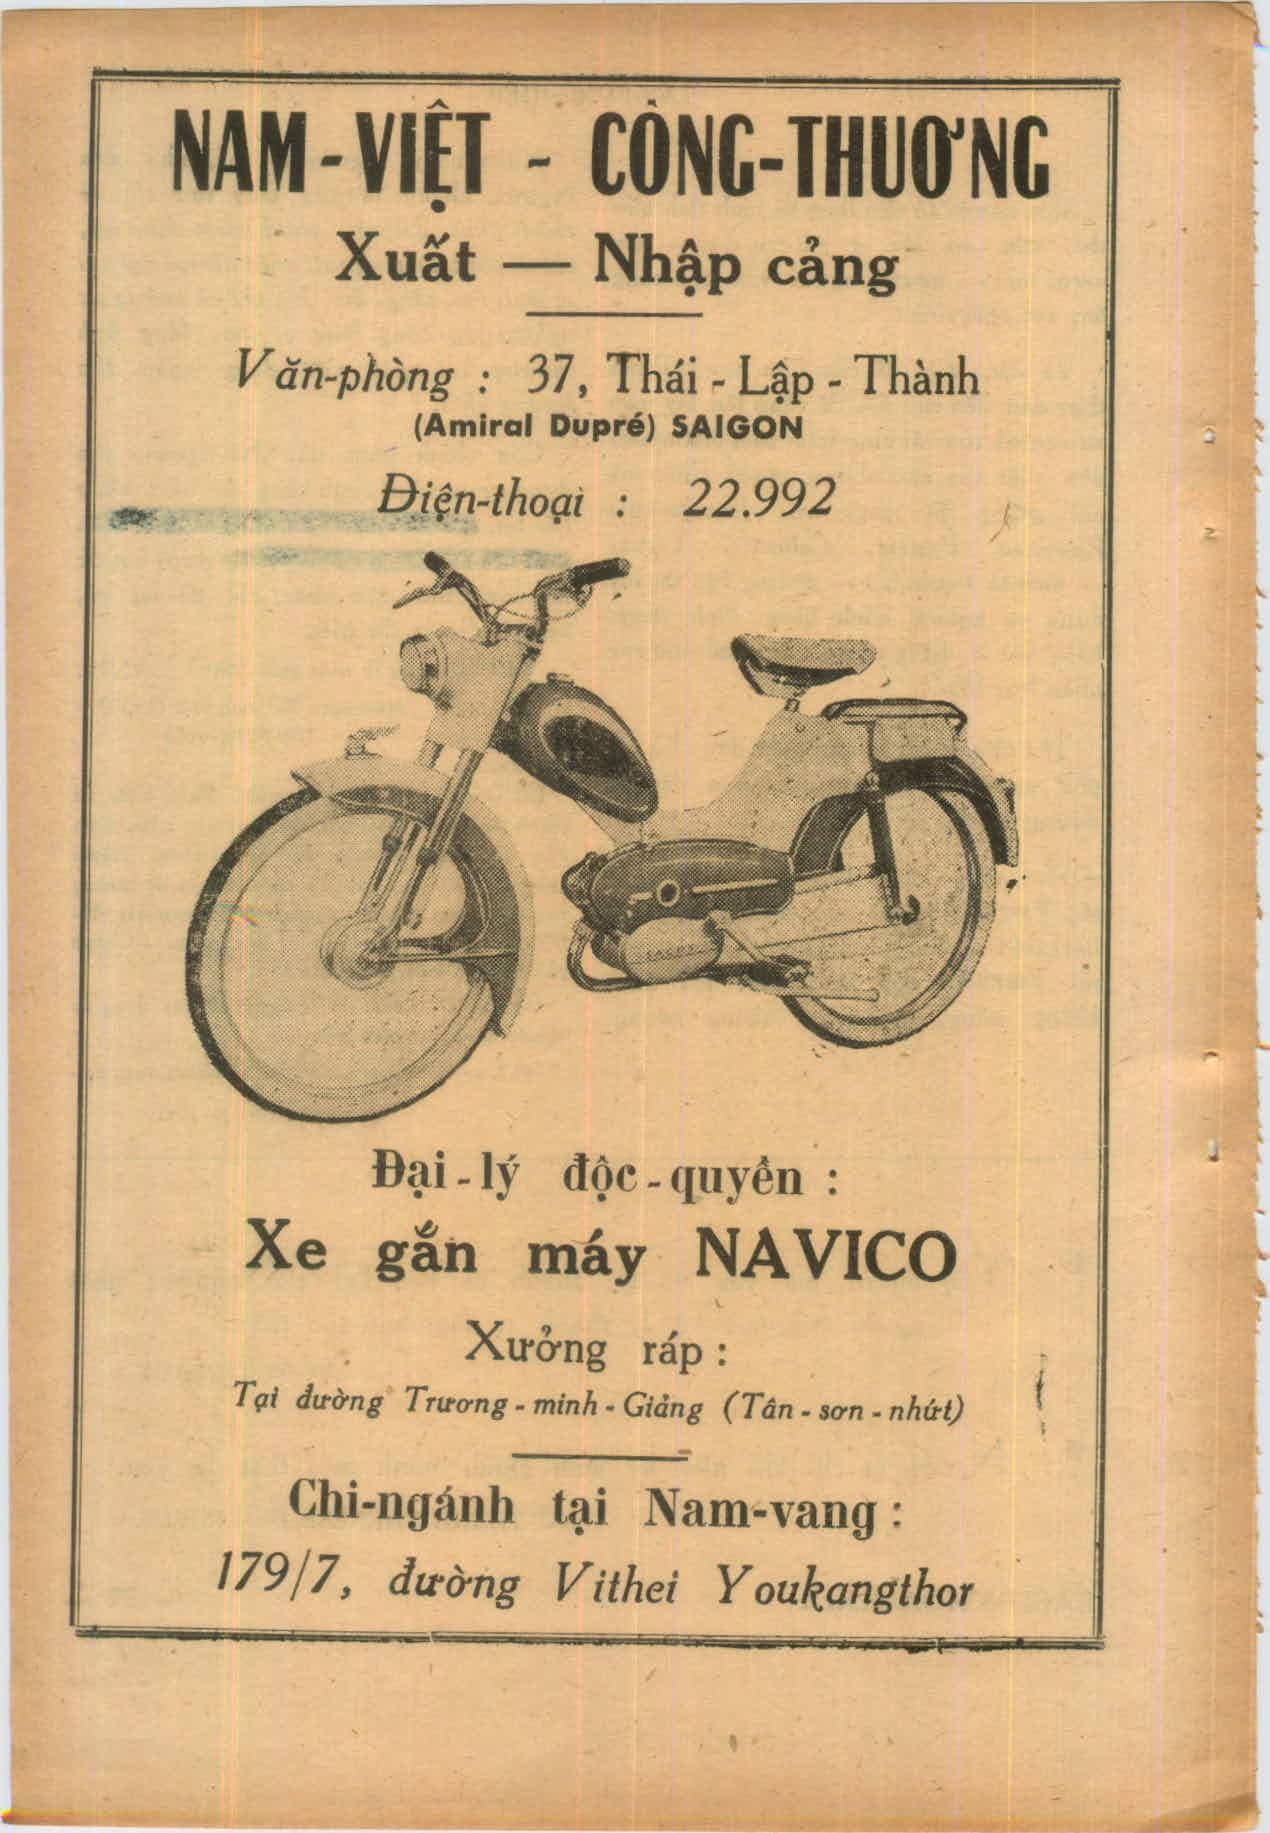 NAM-VIỆT - CÔNG-THƯƠNG
Xuất — Nhập cảng
Văn-phòng : 37, Thái - Lập - Thành
(Amiral Dupré) SAIGON
Điện-thoại : 22.992
Đại-lý độc-quyền :
Xe gắn máy NAVICO
Xưởng ráp :
Tại đường Trương-minh-Giảng (Tân-sơn-nhứt)
Chi-ngánh tại Nam-vang :
179/7, đường Vithei Youkangthor